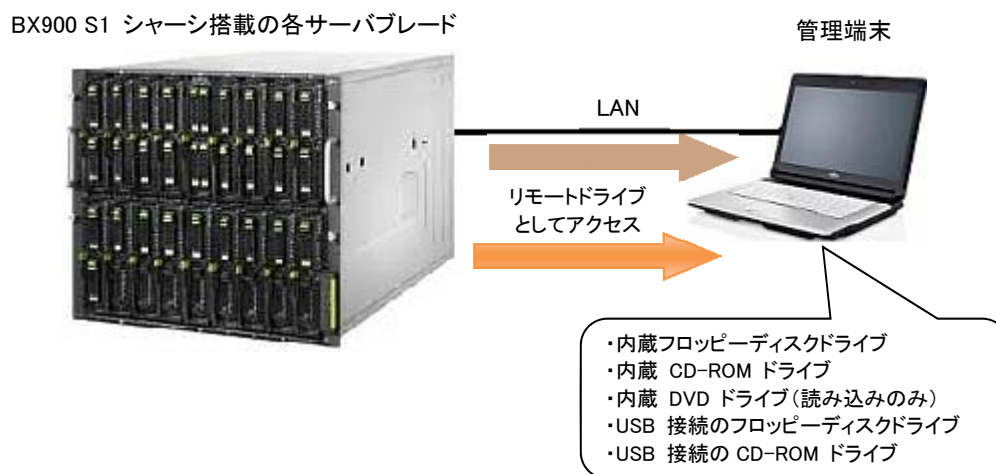 BX900 S1 シャーシ搭載の各サーバブレード
管理端末
LAN
リモートドライブ
としてアクセス
・内蔵フロッピーディスクドライブ
・内蔵 CD-ROM ドライブ
・内蔵 DVD ドライブ(読み込みのみ)
・USB 接続のフロッピーディスクドライブ
・USB 接続の CD-ROM ドライブ